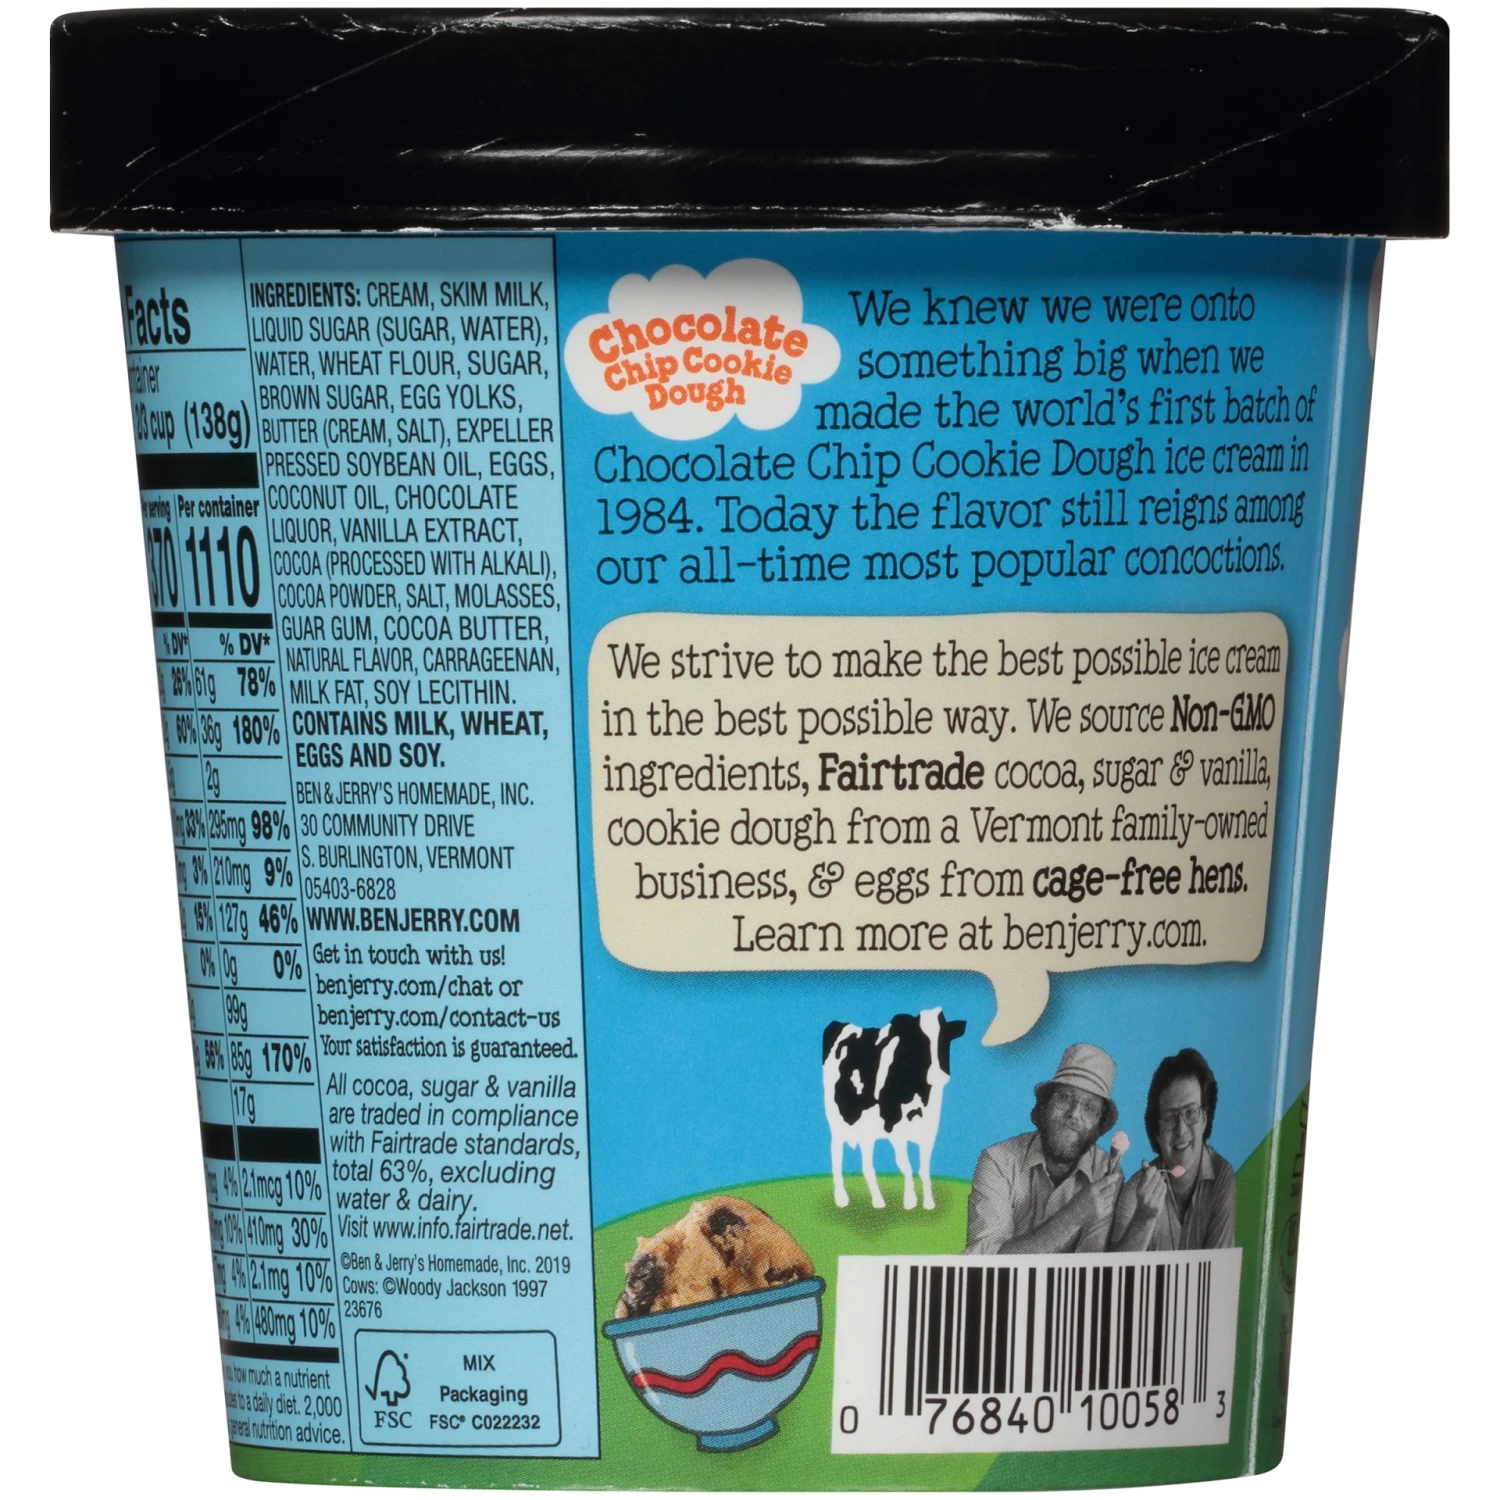 Facts
2/3 cup (138g)
Per container
370 1110
% DV* % DV*
26% 61g 78%
60% 36g 180%
2g
33% 295mg 98%
3% 210mg 9%
15% 127g 46%
0% 0g 0%
99g
56% 85g 170%
17g
4% 2.1mcg 10%
10% 410mg 30%
4% 2.1mg 10%
4% 480mg 10%
how much a nutrient
to a daily diet. 2,000
nutrition advice.
INGREDIENTS: CREAM, SKIM MILK,
LIQUID SUGAR (SUGAR, WATER),
WATER, WHEAT FLOUR, SUGAR,
BROWN SUGAR, EGG YOLKS,
BUTTER (CREAM, SALT), EXPELLER
PRESSED SOYBEAN OIL, EGGS,
COCONUT OIL, CHOCOLATE
LIQUOR, VANILLA EXTRACT,
COCOA (PROCESSED WITH ALKALI),
COCOA POWDER, SALT, MOLASSES,
GUAR GUM, COCOA BUTTER,
NATURAL FLAVOR, CARRAGEENAN,
MILK FAT, SOY LECITHIN.
CONTAINS MILK, WHEAT,
EGGS AND SOY.
BEN & JERRY'S HOMEMADE, INC.
30 COMMUNITY DRIVE
S. BURLINGTON, VERMONT
05403-6828
WWW.BENJERRY.COM
Get in touch with us!
benjerry.com/chat or
benjerry.com/contact-us
Your satisfaction is guaranteed.
All cocoa, sugar & vanilla
are traded in compliance
with Fairtrade standards,
total 63%, excluding
water & dairy.
Visit www.info.fairtrade.net.
©Ben & Jerry's Homemade, Inc. 2019
Cows: ©Woody Jackson 1997
23676
FSC
MIX
Packaging
FSC® C022232
Chocolate
Chip Cookie
Dough
We knew we were onto
something big when we
made the world's first batch of
Chocolate Chip Cookie Dough ice cream in
1984. Today the flavor still reigns among
our all-time most popular concoctions.
We strive to make the best possible ice cream
in the best possible way. We source Non-GMO
ingredients, Fairtrade cocoa, sugar & vanilla,
cookie dough from a Vermont family-owned
business, & eggs from cage-free hens.
Learn more at benjerry.com.
0 76840 10058 3